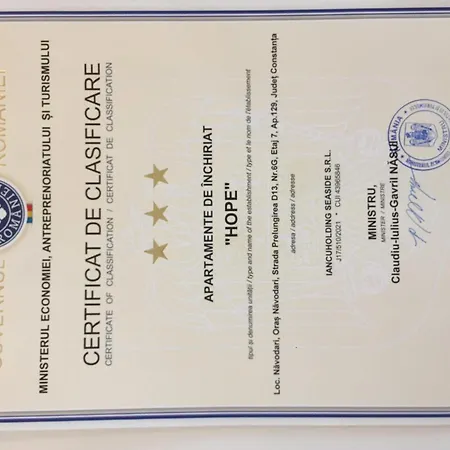 GUVERNUL ROMÂNIEI
MINISTERUL ECONOMIEI, ANTREPRENORIATULUI ȘI TURISMULUI
CERTIFICAT DE CLASIFICARE
CERTIFICATE OF CLASSIFICATION / CERTIFICAT DE CLASSIFICATION
APARTAMENTE DE ÎNCHIRIAT
"HOPE"
tipul și denumirea unității / type and name of the establishment / type et le nom de l'établissement
Loc. Năvodari, Oraș Năvodari, Strada Prelungirea D13, Nr.6G, Etaj 7, Ap.129, Județ Constanța
adresa / address / adresse
IANCUHOLDING SEASIDE S.R.L.
J17/510/2021 * CUI 43965846
MINISTRU,
MINISTER / MINISTRE
Claudiu-Iulius-Gavril NĂSUI
ROMÂNIA